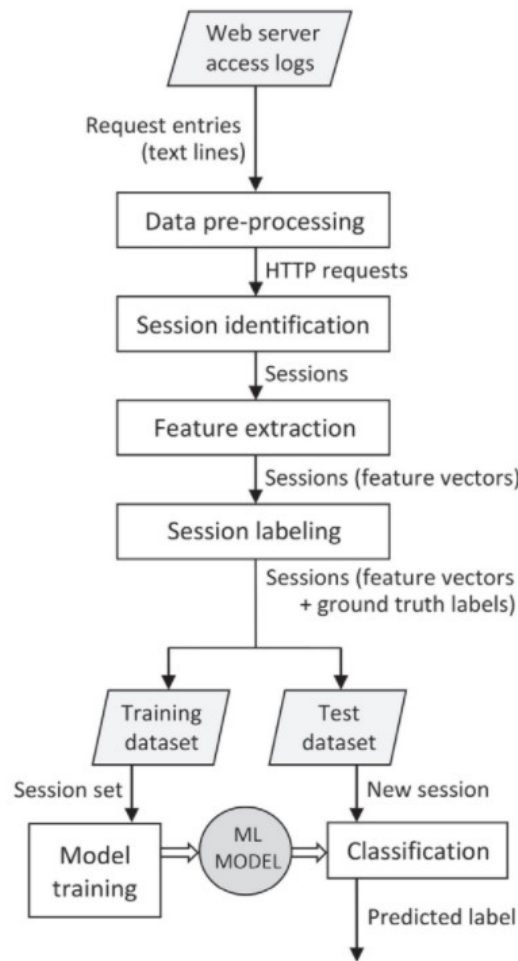 Web server
access logs
Request entries
(text lines)
Data pre-processing
HTTP requests
Session identification
Sessions
Feature extraction
Sessions (feature vectors)
Session labeling
Sessions (feature vectors
+ ground truth labels)
Training
dataset
Test
dataset
Session set
New session
Model
training
ML
MODEL
Classification
Predicted label